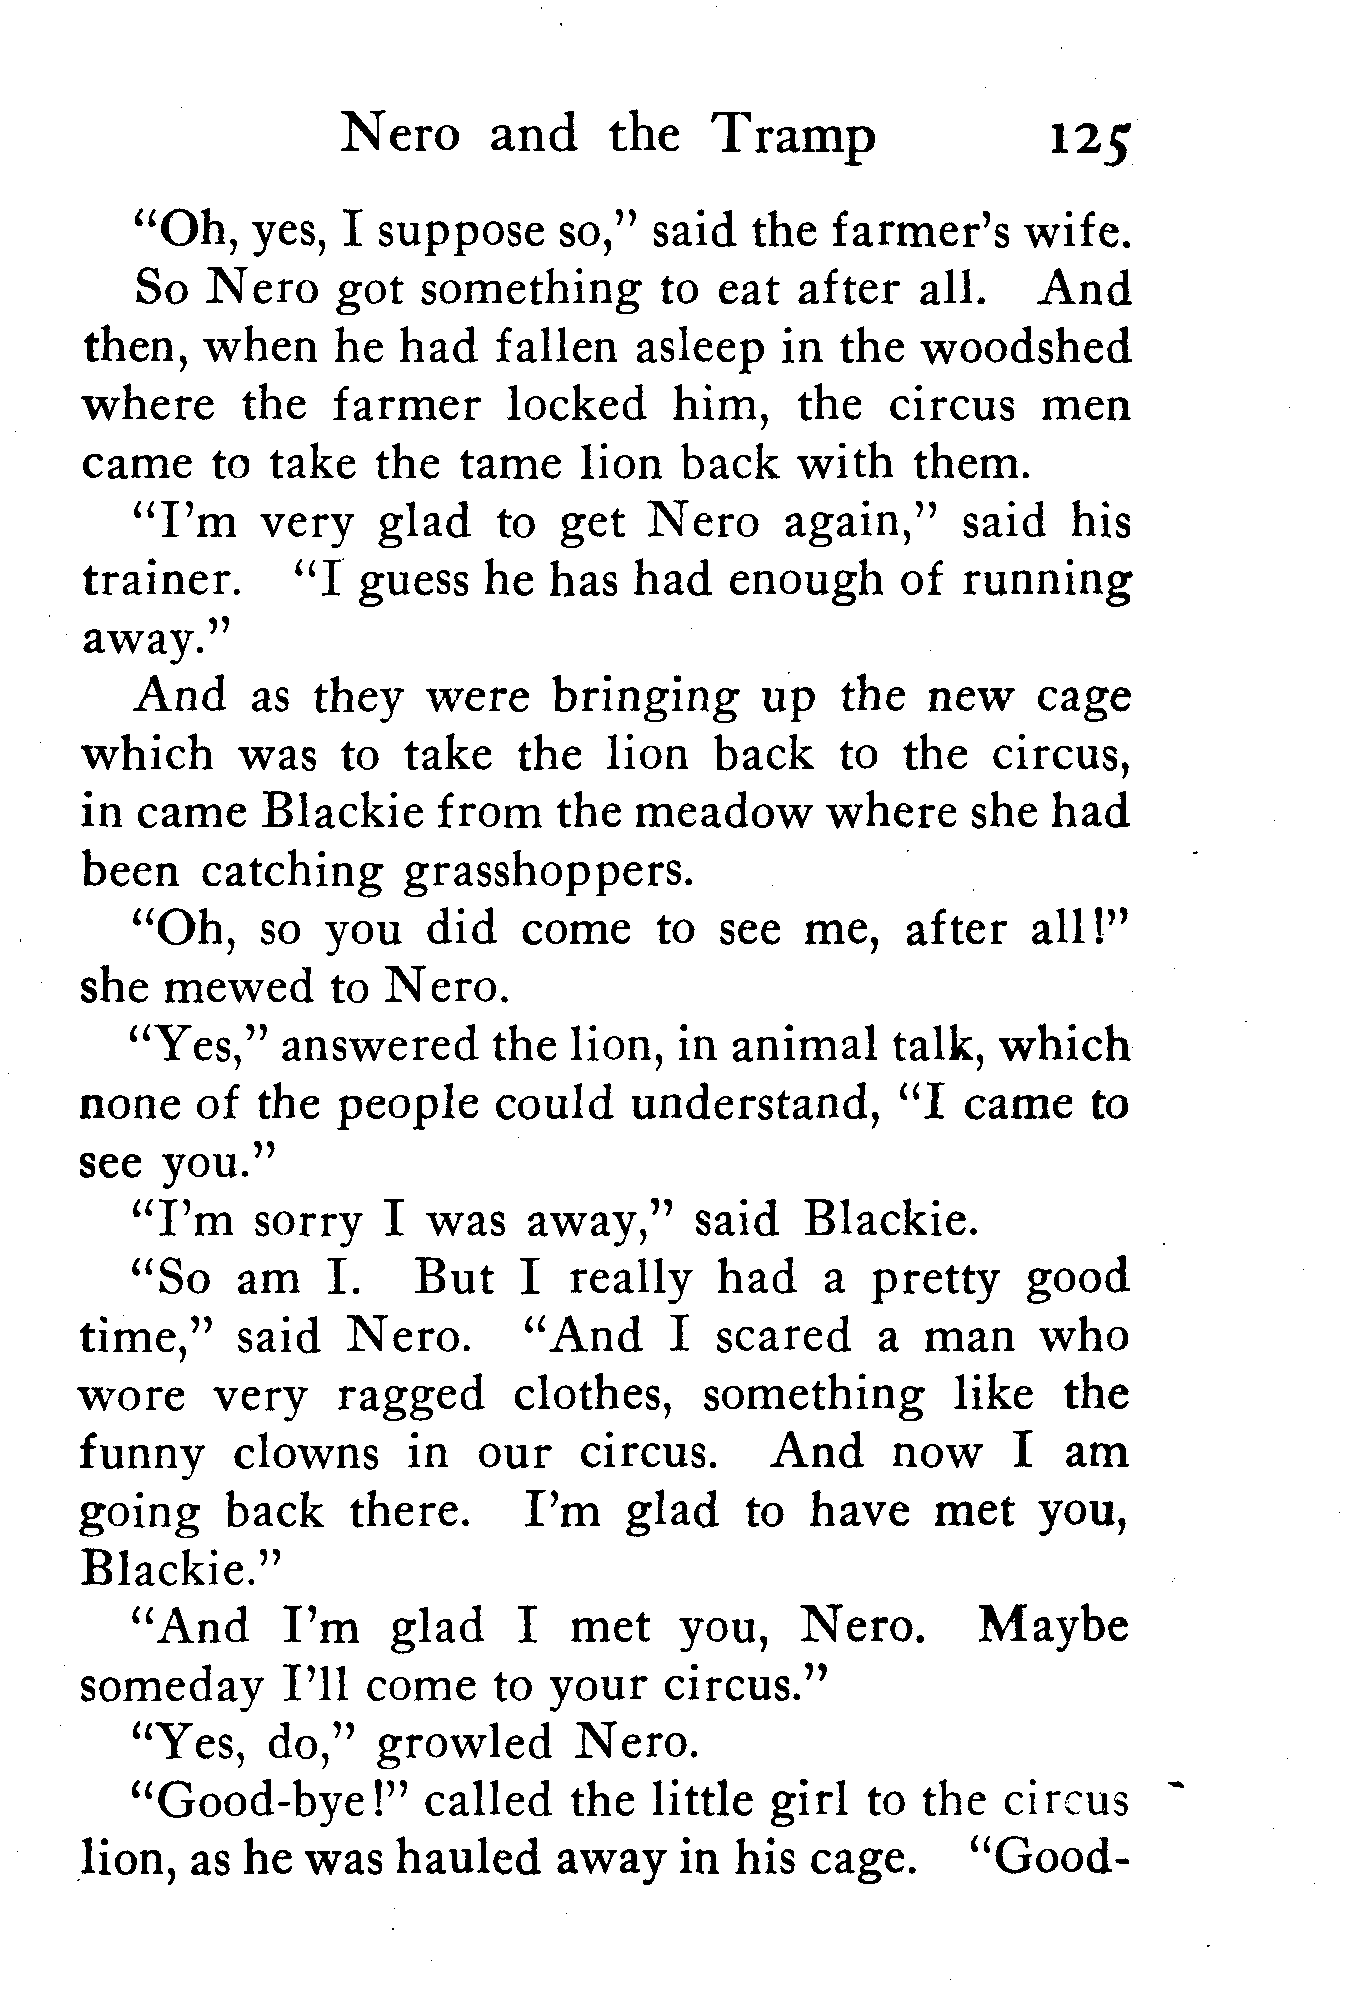 Nero and the Tramp 125
"Oh, yes, I suppose so," said the farmer's wife.
So Nero got something to eat after all. And
then, when he had fallen asleep in the woodshed
where the farmer locked him, the circus men
came to take the tame lion back with them.
"I'm very glad to get Nero again," said his
trainer. "I guess he has had enough of running
away."
And as they were bringing up the new cage
which was to take the lion back to the circus,
in came Blackie from the meadow where she had
been catching grasshoppers.
"Oh, so you did come to see me, after all!"
she mewed to Nero.
"Yes," answered the lion, in animal talk, which
none of the people could understand, "I came to
see you."
"I'm sorry I was away," said Blackie.
"So am I. But I really had a pretty good
time," said Nero. "And I scared a man who
wore very ragged clothes, something like the
funny clowns in our circus. And now I am
going back there. I'm glad to have met you,
Blackie."
"And I'm glad I met you, Nero. Maybe
someday I'll come to your circus."
"Yes, do," growled Nero.
"Good-bye!" called the little girl to the circus
lion, as he was hauled away in his cage. "Good-